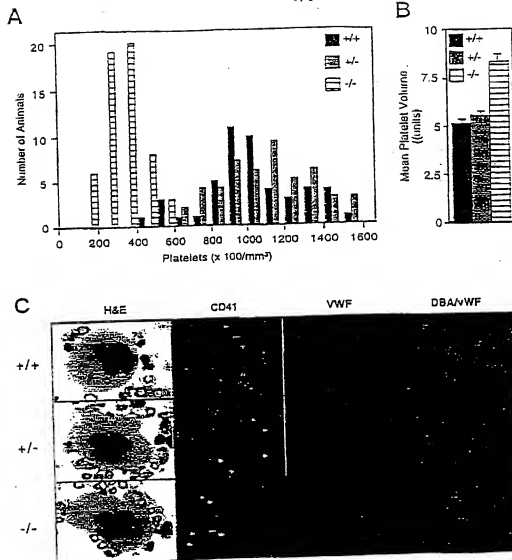 A
B
20
15
10
5
0
Number of Animals
+/+
+/-
-/-
0 200 400 600 800 1000 1200 1400 1600
Platelets (x 100/mm³)
10
7.5
5
2.5
0
Mean Platelet Volume
((units)
+/+
+/-
-/-
C
H&E CD41 VWF DBA/vWF
+/+
+/-
-/-